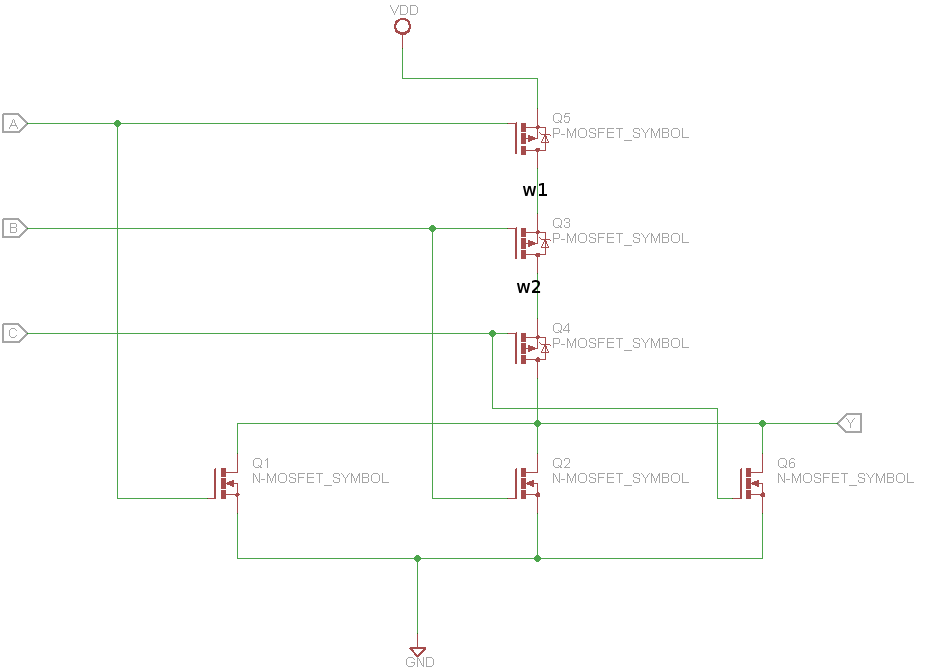 VDD
A
Q5
P-MOSFET_SYMBOL
w1
B
Q3
P-MOSFET_SYMBOL
w2
C
Q4
P-MOSFET_SYMBOL
Y
Q1
N-MOSFET_SYMBOL
Q2
N-MOSFET_SYMBOL
Q6
N-MOSFET_SYMBOL
GND